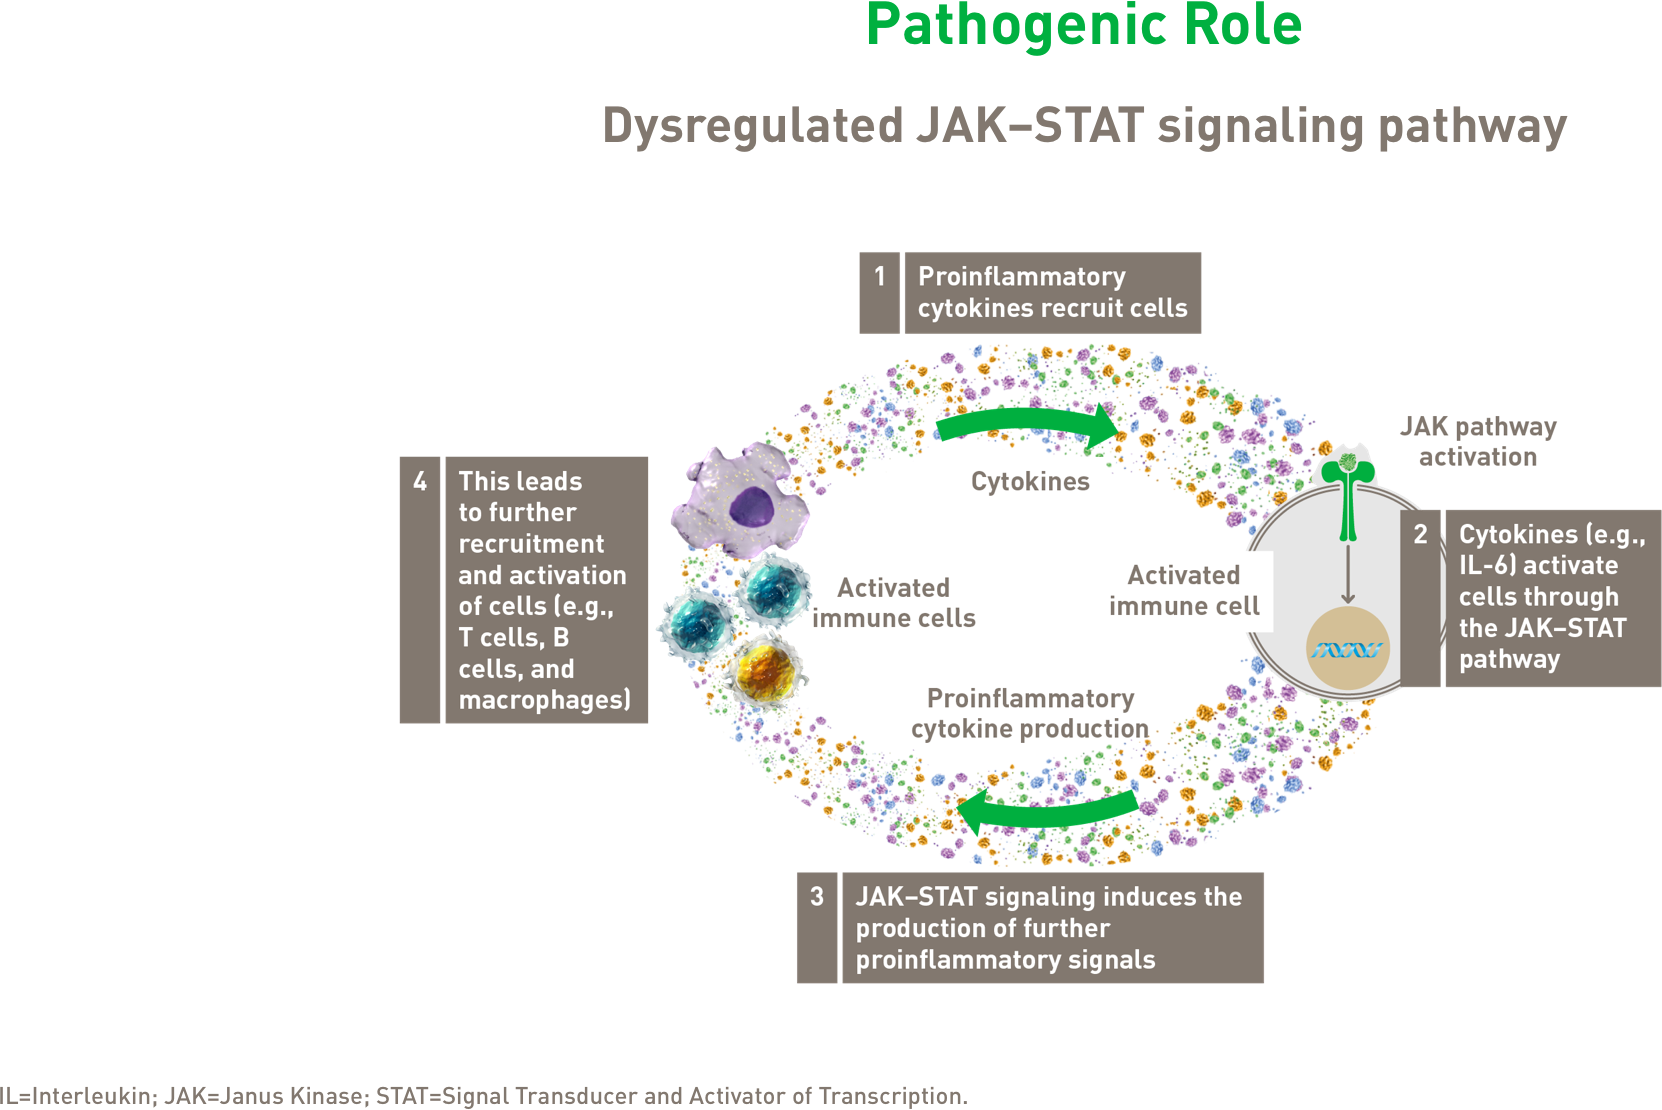 Pathogenic Role
Dysregulated JAK–STAT signaling pathway
1
Proinflammatory
cytokines recruit cells
Cytokines
JAK pathway
activation
2
Cytokines (e.g.,
IL-6) activate
cells through
the JAK–STAT
pathway
Activated
immune cell
Proinflammatory
cytokine production
3
JAK–STAT signaling induces the
production of further
proinflammatory signals
4
This leads
to further
recruitment
and activation
of cells (e.g.,
T cells, B
cells, and
macrophages)
Activated
immune cells
IL=Interleukin; JAK=Janus Kinase; STAT=Signal Transducer and Activator of Transcription.